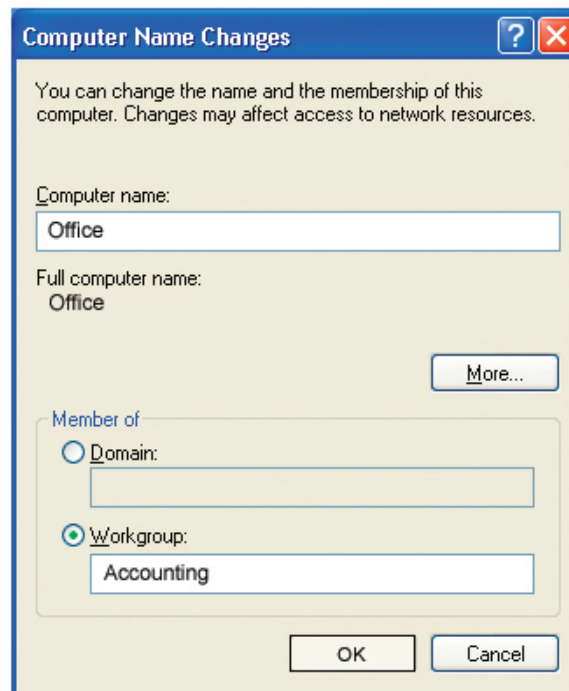 Computer Name Changes
You can change the name and the membership of this
computer. Changes may affect access to network resources.
Computer name:
Office
Full computer name:
Office
More...
Member of
Domain:
Workgroup:
Accounting
OK Cancel